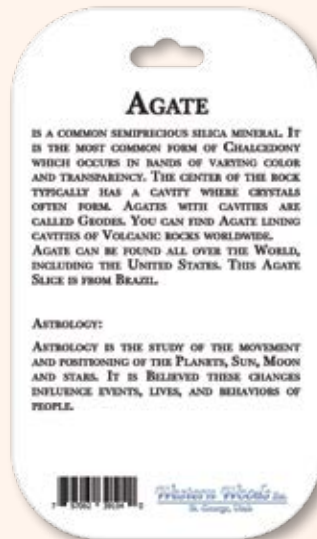 AGATE
IS A COMMON SEMIPRECIOUS SILICA MINERAL. IT
IS THE MOST COMMON FORM OF CHALCEDONY
WHICH OCCURS IN BANDS OF VARYING COLOR
AND TRANSPARENCY. THE CENTER OF THE ROCK
TYPICALLY HAS A CAVITY WHERE CRYSTALS
OFTEN FORM. AGATES WITH CAVITIES ARE
CALLED GEODES. YOU CAN FIND AGATE LINING
CAVITIES OF VOLCANIC ROCKS WORLDWIDE.
AGATE CAN BE FOUND ALL OVER THE WORLD,
INCLUDING THE UNITED STATES. THIS AGATE
SLICE IS FROM BRAZIL.
ASTROLOGY:
ASTROLOGY IS THE STUDY OF THE MOVEMENT
AND POSITIONING OF THE PLANETS, SUN, MOON
AND STARS. IT IS BELIEVED THESE CHANGES
INFLUENCE EVENTS, LIVES, AND BEHAVIORS OF
PEOPLE.
Western Woods
St. George, Utah